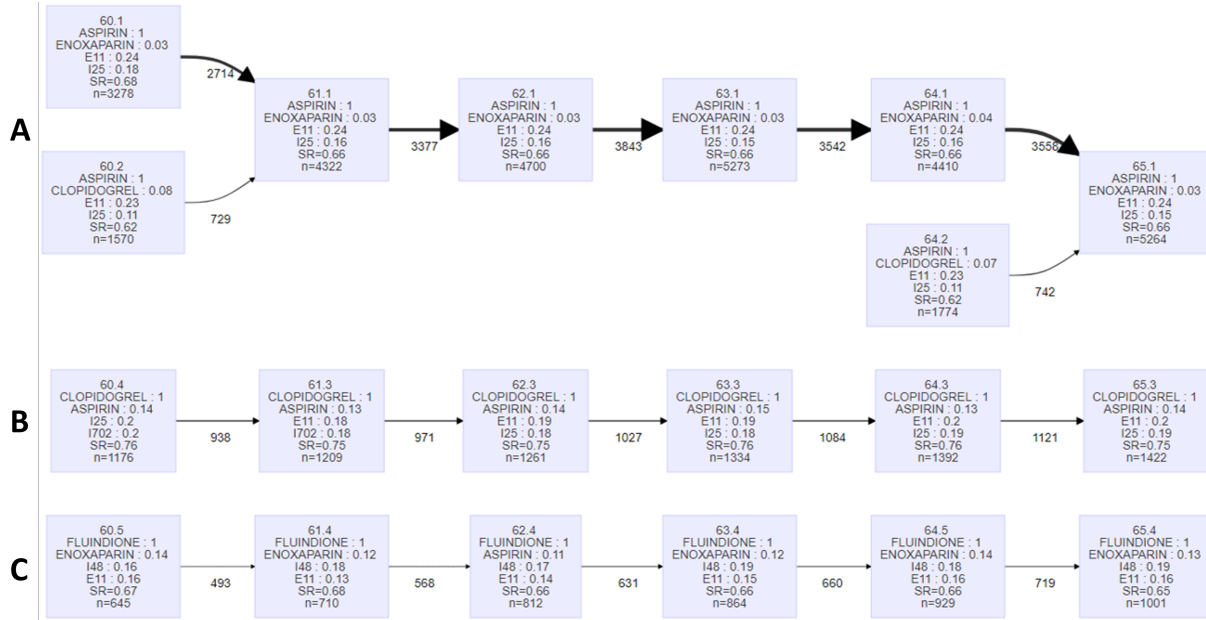 A
60.1
ASPIRIN : 1
ENOXAPARIN : 0.03
E11 : 0.24
I25 : 0.18
SR=0.68
n=3278
2714
60.2
ASPIRIN : 1
CLOPIDOGREL : 0.08
E11 : 0.23
I25 : 0.11
SR=0.62
n=1570
729
61.1
ASPIRIN : 1
ENOXAPARIN : 0.03
E11 : 0.24
I25 : 0.16
SR=0.66
n=4322
3377
62.1
ASPIRIN : 1
ENOXAPARIN : 0.03
E11 : 0.24
I25 : 0.16
SR=0.66
n=4700
3843
63.1
ASPIRIN : 1
ENOXAPARIN : 0.03
E11 : 0.24
I25 : 0.15
SR=0.66
n=5273
3542
64.1
ASPIRIN : 1
ENOXAPARIN : 0.04
E11 : 0.24
I25 : 0.16
SR=0.66
n=4410
3558
64.2
ASPIRIN : 1
CLOPIDOGREL : 0.07
E11 : 0.23
I25 : 0.11
SR=0.62
n=1774
742
65.1
ASPIRIN : 1
ENOXAPARIN : 0.03
E11 : 0.24
I25 : 0.15
SR=0.66
n=5264
B
60.4
CLOPIDOGREL : 1
ASPIRIN : 0.14
I25 : 0.2
I702 : 0.2
SR=0.76
n=1176
938
61.3
CLOPIDOGREL : 1
ASPIRIN : 0.13
E11 : 0.18
I702 : 0.18
SR=0.75
n=1209
971
62.3
CLOPIDOGREL : 1
ASPIRIN : 0.14
E11 : 0.19
I25 : 0.18
SR=0.75
n=1261
1027
63.3
CLOPIDOGREL : 1
ASPIRIN : 0.15
E11 : 0.19
I25 : 0.18
SR=0.76
n=1334
1084
64.3
CLOPIDOGREL : 1
ASPIRIN : 0.13
E11 : 0.2
I25 : 0.19
SR=0.76
n=1392
1121
65.3
CLOPIDOGREL : 1
ASPIRIN : 0.14
E11 : 0.2
I25 : 0.19
SR=0.75
n=1422
C
60.5
FLUINDIONE : 1
ENOXAPARIN : 0.14
I48 : 0.16
E11 : 0.16
SR=0.67
n=645
493
61.4
FLUINDIONE : 1
ENOXAPARIN : 0.12
I48 : 0.18
E11 : 0.13
SR=0.68
n=710
568
62.4
FLUINDIONE : 1
ASPIRIN : 0.11
I48 : 0.17
E11 : 0.14
SR=0.66
n=812
631
63.4
FLUINDIONE : 1
ENOXAPARIN : 0.12
I48 : 0.19
E11 : 0.15
SR=0.66
n=864
660
64.5
FLUINDIONE : 1
ENOXAPARIN : 0.14
I48 : 0.18
E11 : 0.16
SR=0.66
n=929
719
65.4
FLUINDIONE : 1
ENOXAPARIN : 0.13
I48 : 0.19
E11 : 0.16
SR=0.65
n=1001